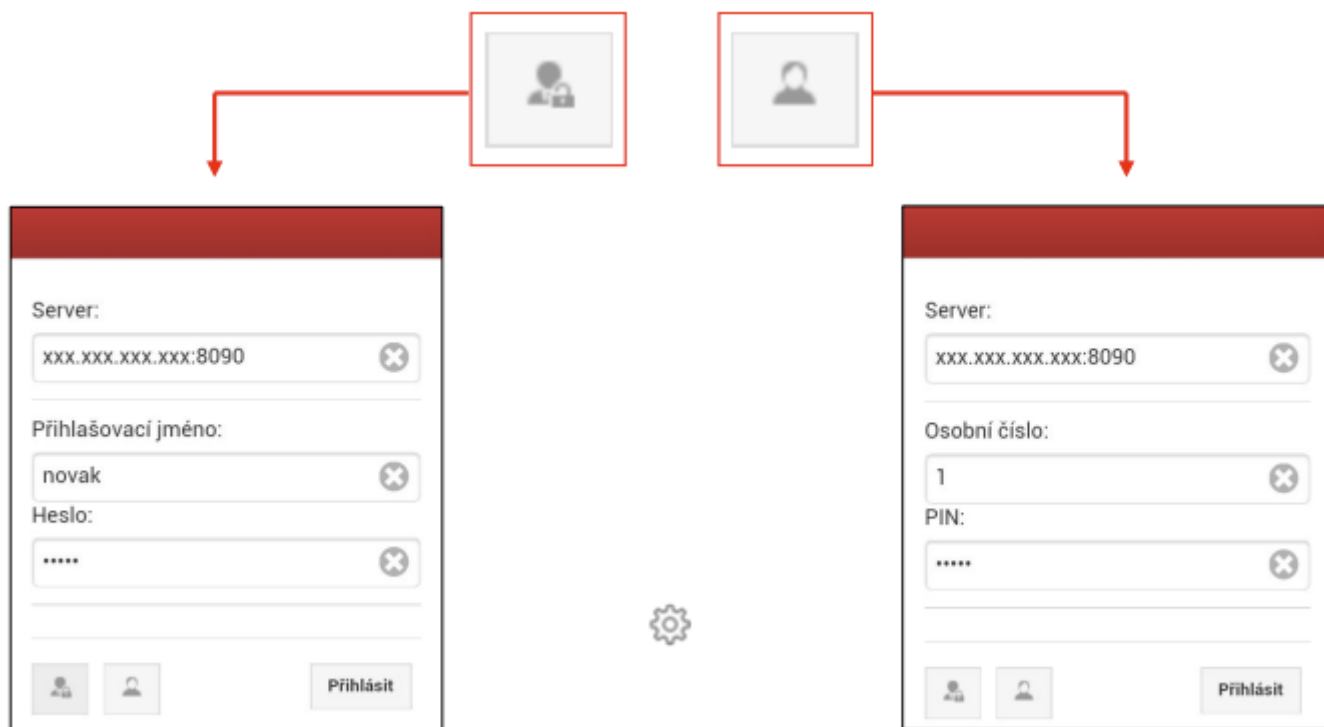 Server:
xxx.xxx.xxx.xxx:8090
Přihlašovací jméno:
novak
Heslo:
•••••
Přihlásit
Server:
xxx.xxx.xxx.xxx:8090
Osobní číslo:
1
PIN:
•••••
Přihlásit